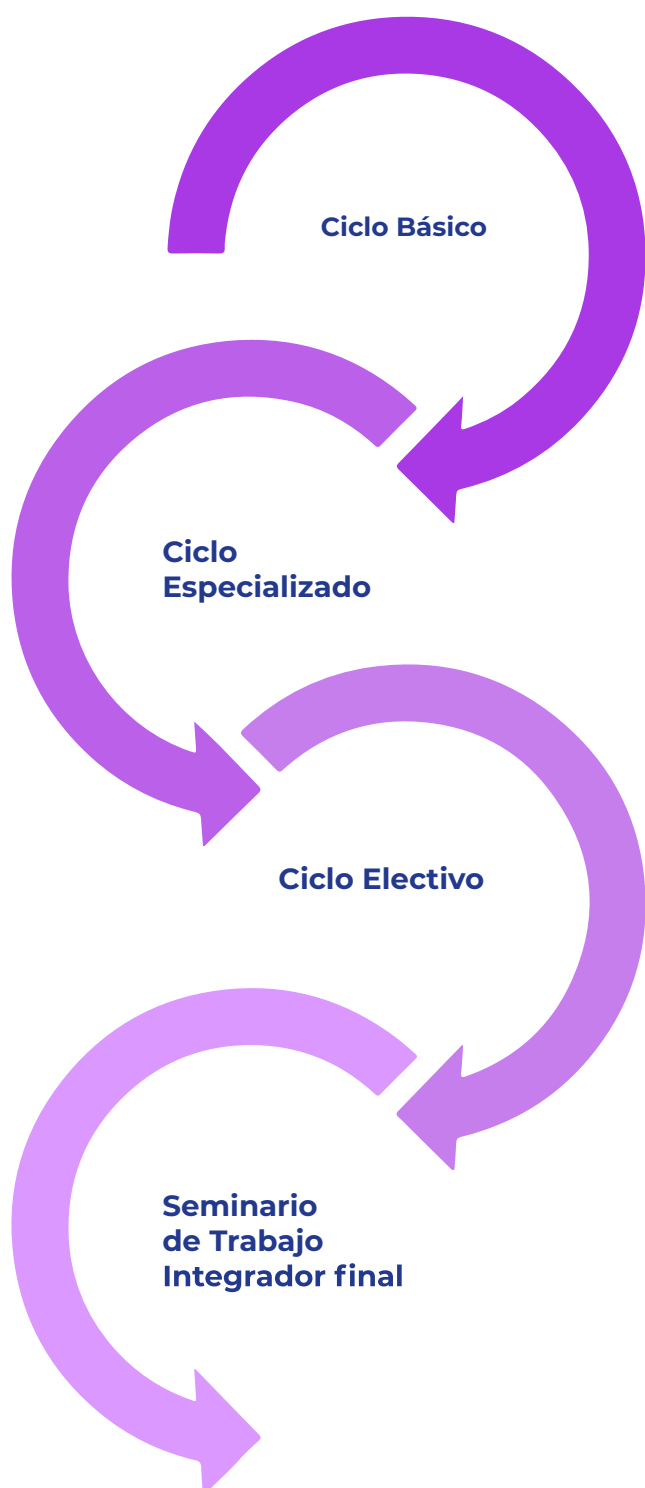 Ciclo Básico
Ciclo
Especializado
Ciclo Electivo
Seminario
de Trabajo
Integrador final